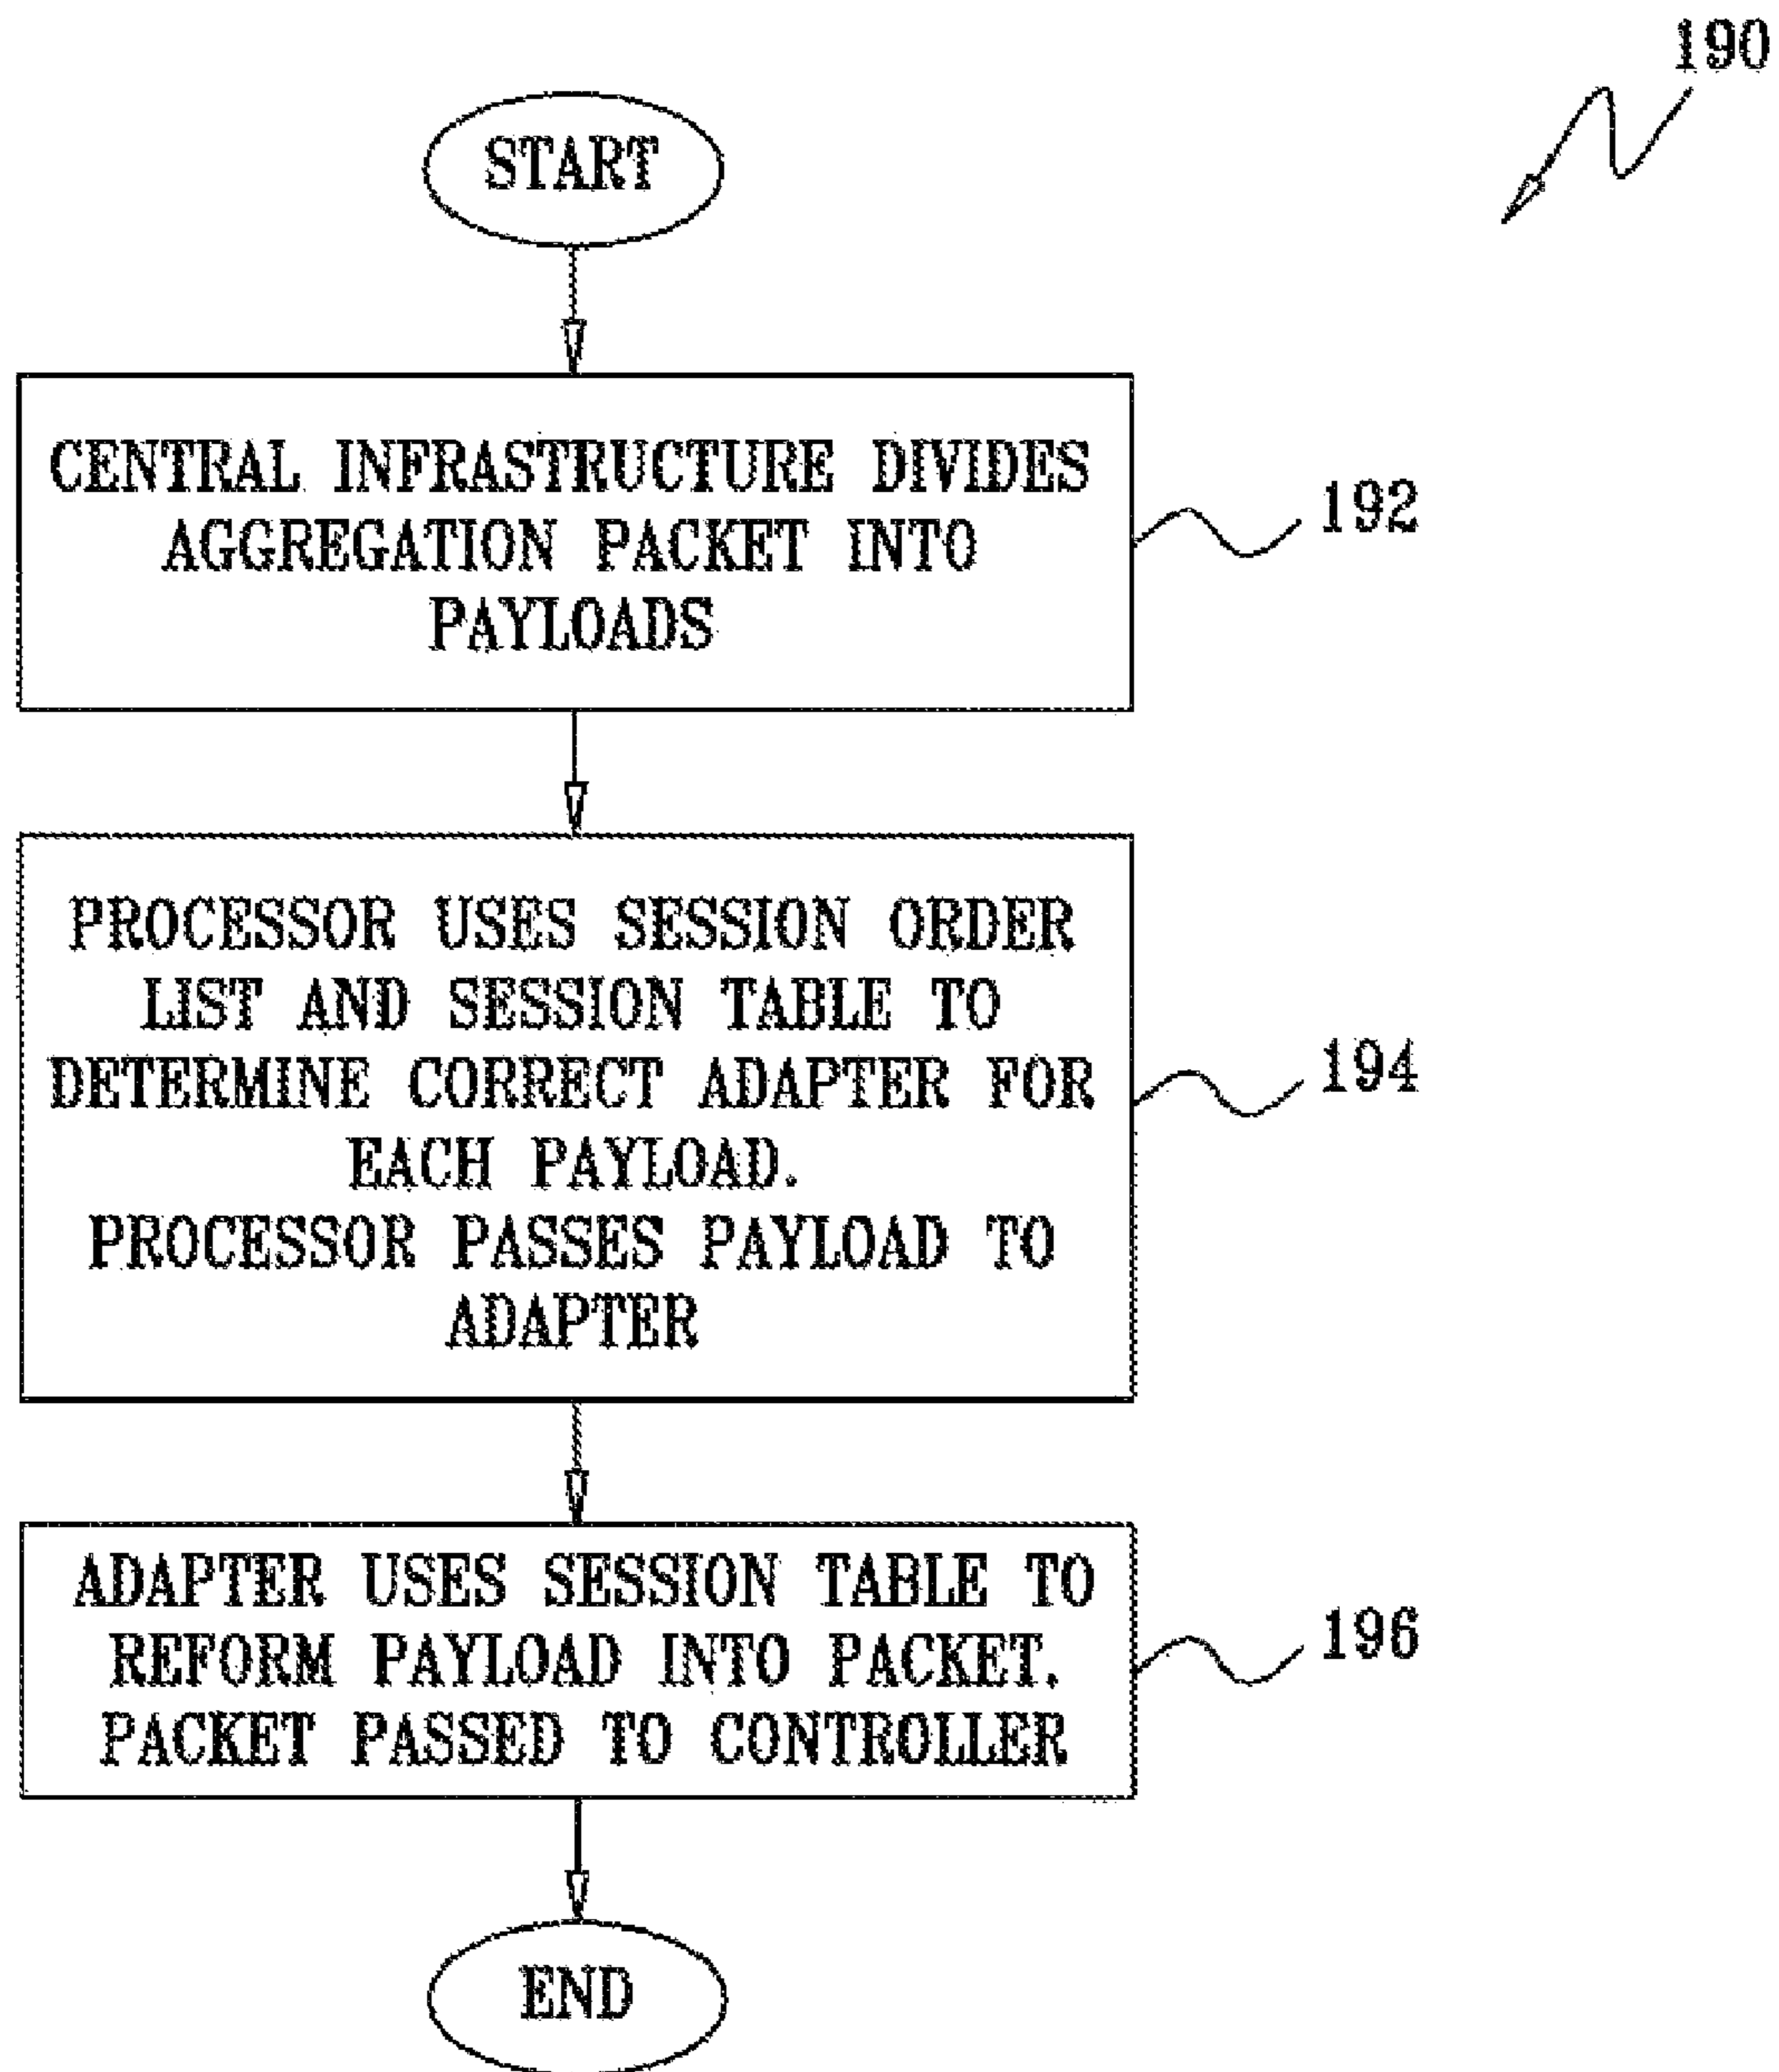 190
START
CENTRAL INFRASTRUCTURE DIVIDES
AGGREGATION PACKET INTO
PAYLOADS
192
PROCESSOR USES SESSION ORDER
LIST AND SESSION TABLE TO
DETERMINE CORRECT ADAPTER FOR
EACH PAYLOAD.
PROCESSOR PASSES PAYLOAD TO
ADAPTER
194
ADAPTER USES SESSION TABLE TO
REFORM PAYLOAD INTO PACKET.
PACKET PASSED TO CONTROLLER
196
END